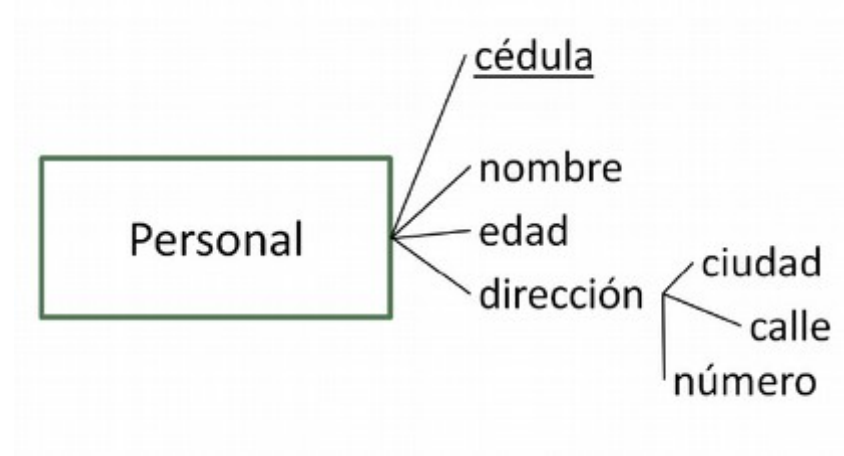 cédula
nombre
Personal
edad
dirección
ciudad
calle
número